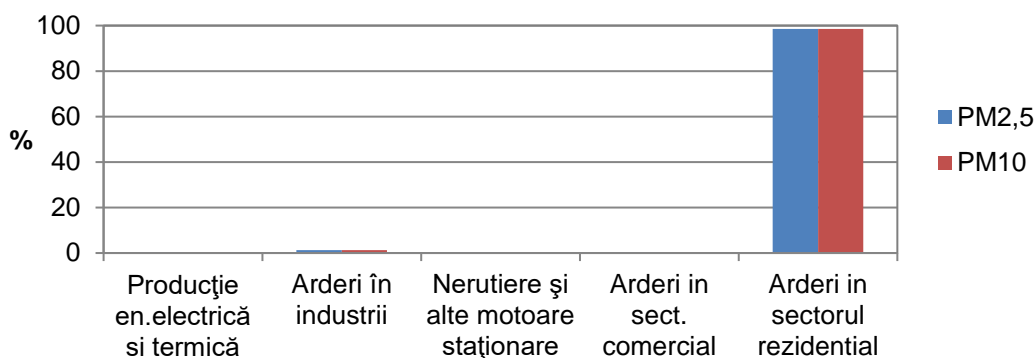 100
80
60
40
20
0
%
Producţie
en.electrică
si termică
Arderi în
industrii
Nerutiere şi
alte motoare
staţionare
Arderi in
sect.
comercial
Arderi in
sectorul
rezidential
PM2,5
PM10